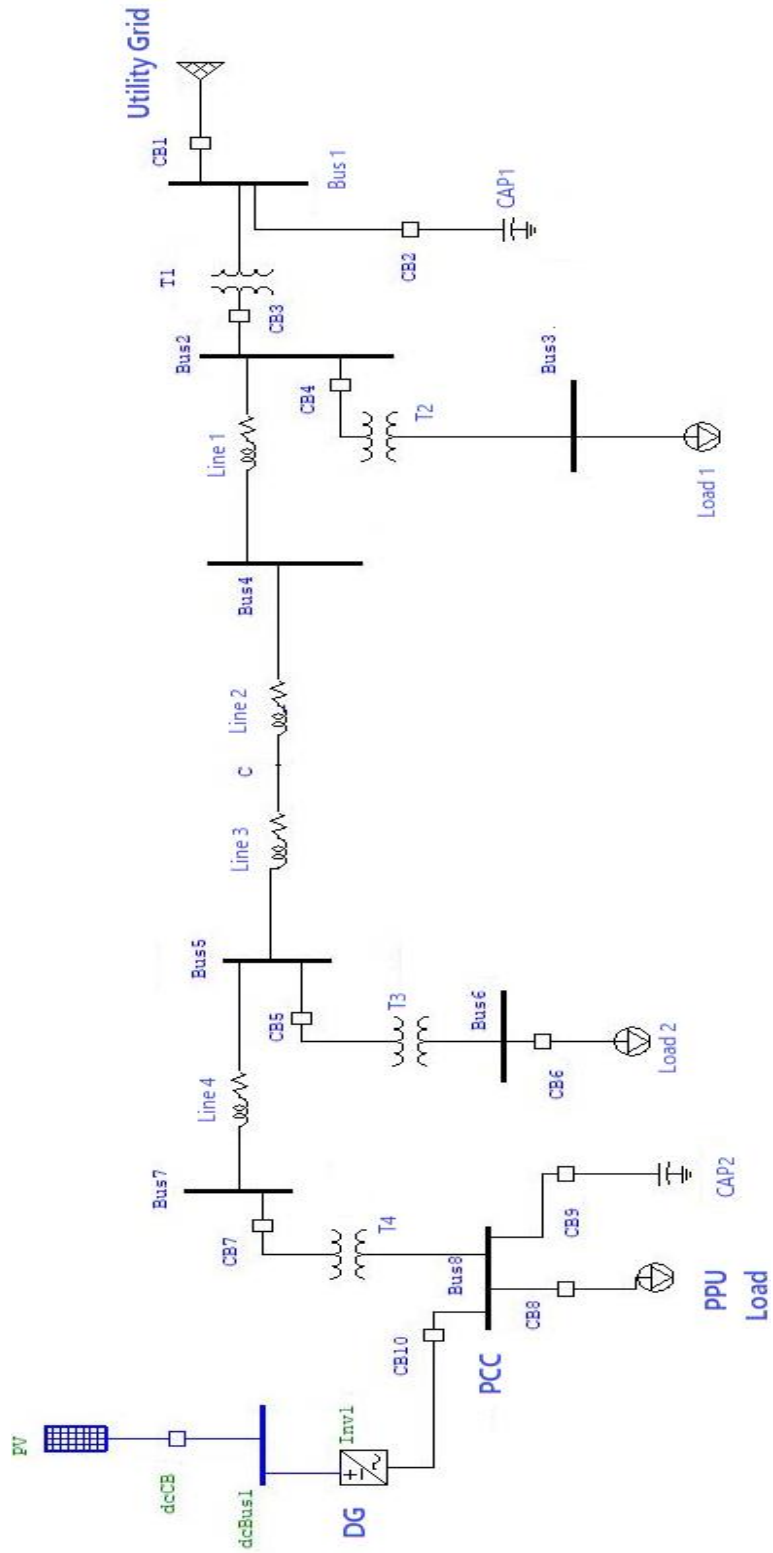 PV
dcCB
dcBus1
Inv1
DG
CB10
PCC
Bus8
CB8
PPU
Load
CB9
CAP2
T4
CB7
Bus7
Line 4
Bus5
CB5
T3
Bus6
CB6
Load 2
Line 3
C
Line 2
Bus4
Line 1
Bus2
CB4
T2
Bus3
Load 1
CB3
T1
Bus 1
CB2
CAP1
CB1
Utility Grid